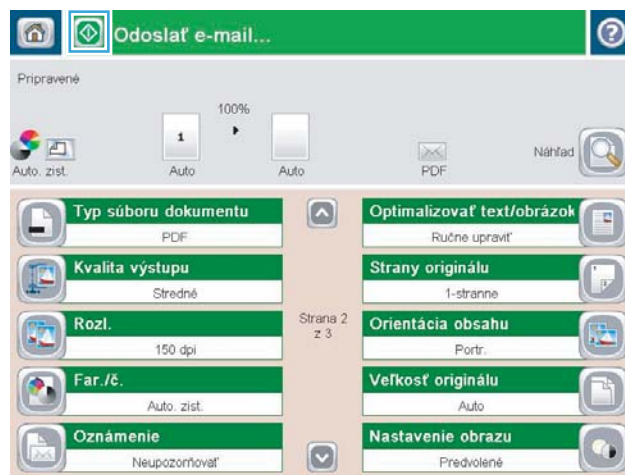 Odoslať e-mail...
Pripravené
100%
1
Auto. zist.
Auto
Auto
PDF
Náhľad
Typ súboru dokumentu
PDF
Kvalita výstupu
Stredné
Rozl.
150 dpi
Far./č.
Auto. zist.
Oznámenie
Neupozorňovať
Strana 2
z 3
Optimalizovať text/obrázok
Ručne upraviť
Strany originálu
1-stranne
Orientácia obsahu
Portr.
Veľkosť originálu
Auto
Nastavenie obrazu
Predvolené